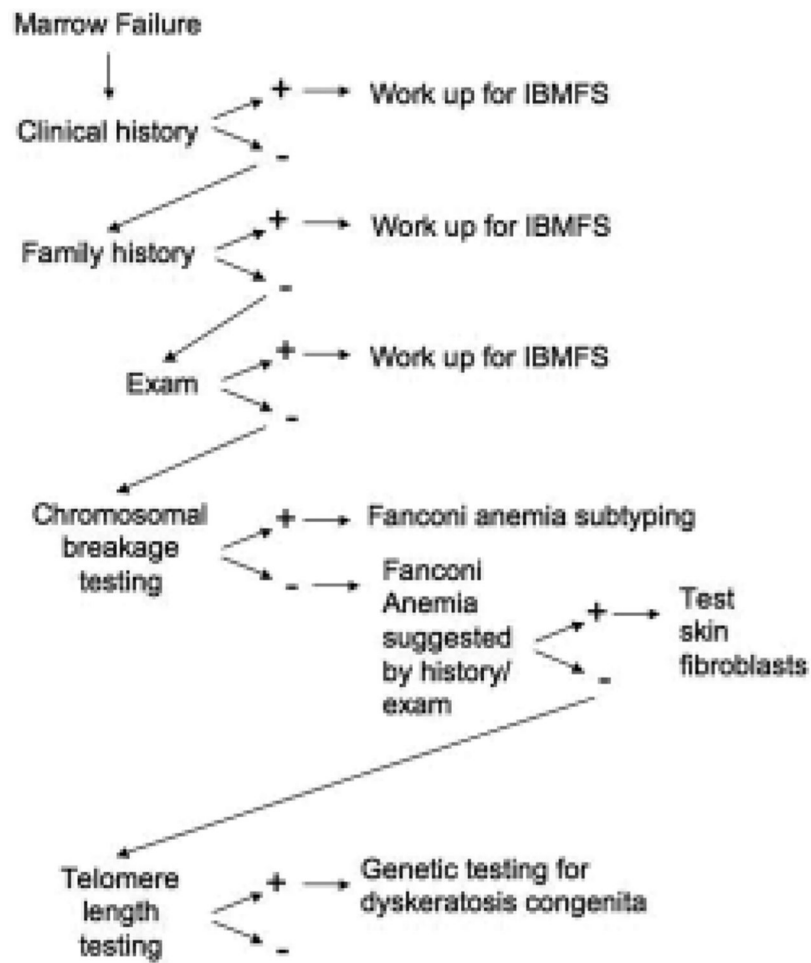 Marrow Failure
+ Work up for IBMFS
Clinical history
-
+ Work up for IBMFS
Family history
-
+ Work up for IBMFS
Exam
-
Chromosomal
breakage
testing
+ Fanconi anemia subtyping
- Fanconi
Anemia
suggested
by history/
exam
+ Test
skin
fibroblasts
-
Telomere
length
testing
+ Genetic testing for
dyskeratosis congenita
-